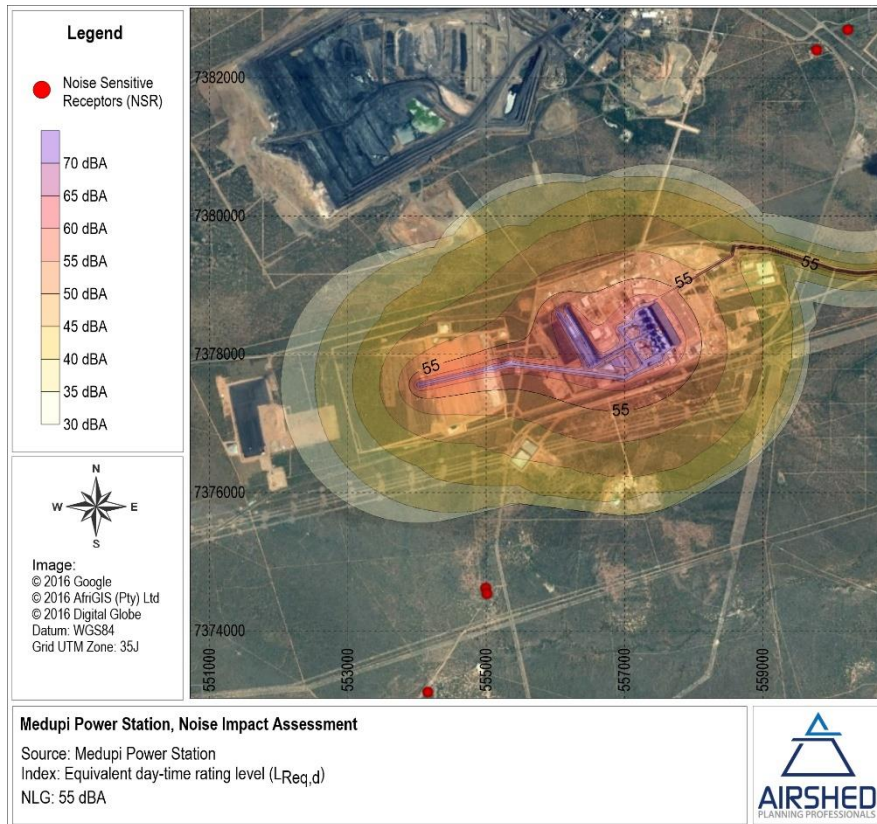 Legend
Noise Sensitive
Receptors (NSR)
70 dBA
65 dBA
60 dBA
55 dBA
50 dBA
45 dBA
40 dBA
35 dBA
30 dBA
N
W
E
S
Image:
© 2016 Google
© 2016 AfriGIS (Pty) Ltd
© 2016 Digital Globe
Datum: WGS84
Grid UTM Zone: 35J
7382000
7380000
7378000
7376000
7374000
551000
553000
555000
557000
559000
55
55
55
55
Medupi Power Station, Noise Impact Assessment
Source: Medupi Power Station
Index: Equivalent day-time rating level (LReq,d)
NLG: 55 dBA
AIRSHED
PLANNING PROFESSIONALS